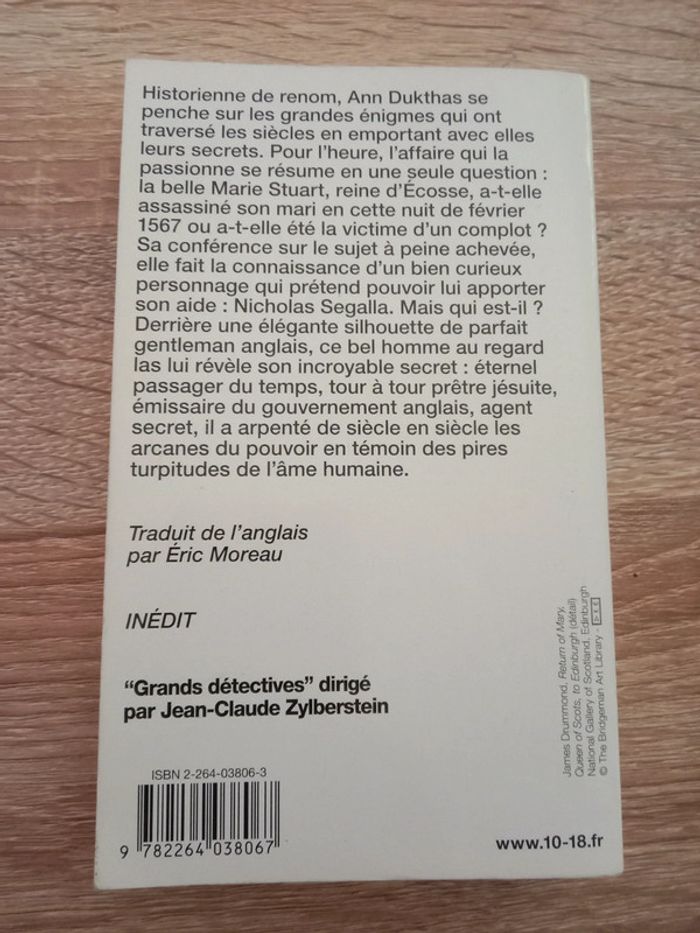 Historienne de renom, Ann Dukthas se
penche sur les grandes énigmes qui ont
traversé les siècles en emportant avec elles
leurs secrets. Pour l'heure, l'affaire qui la
passionne se résume en une seule question :
la belle Marie Stuart, reine d'Écosse, a-t-elle
assassiné son mari en cette nuit de février
1567 ou a-t-elle été la victime d'un complot ?
Sa conférence sur le sujet à peine achevée,
elle fait la connaissance d'un bien curieux
personnage qui prétend pouvoir lui apporter
son aide : Nicholas Segalla. Mais qui est-il ?
Derrière une élégante silhouette de parfait
gentleman anglais, ce bel homme au regard
las lui révèle son incroyable secret : éternel
passager du temps, tour à tour prêtre jésuite,
émissaire du gouvernement anglais, agent
secret, il a arpenté de siècle en siècle les
arcanes du pouvoir en témoin des pires
turpitudes de l'âme humaine.
Traduit de l'anglais
par Éric Moreau
INÉDIT
"Grands détectives" dirigé
par Jean-Claude Zylberstein
ISBN 2-264-03806-3
9 782264 038067
James Drummond, Return of Mary,
Queen of Scots, to Edinburgh (détail)
National Gallery of Scotland, Edinburgh
© The Bridgeman Art Library -
www.10-18.fr